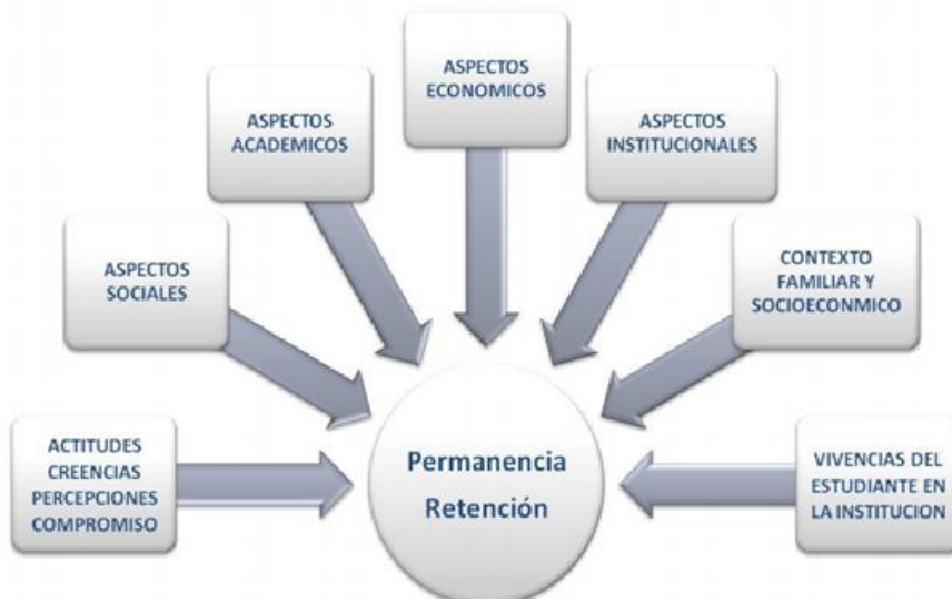 ASPECTOS
ECONOMICOS
ASPECTOS
ACADEMICOS
ASPECTOS
INSTITUCIONALES
ASPECTOS
SOCIALES
CONTEXTO
FAMILIAR Y
SOCIOECONMICO
ACTITUDES
CREENCIAS
PERCEPCIONES
COMPROMISO
Permanencia
Retención
VIVENCIAS DEL
ESTUDIANTE EN
LA INSTITUCION